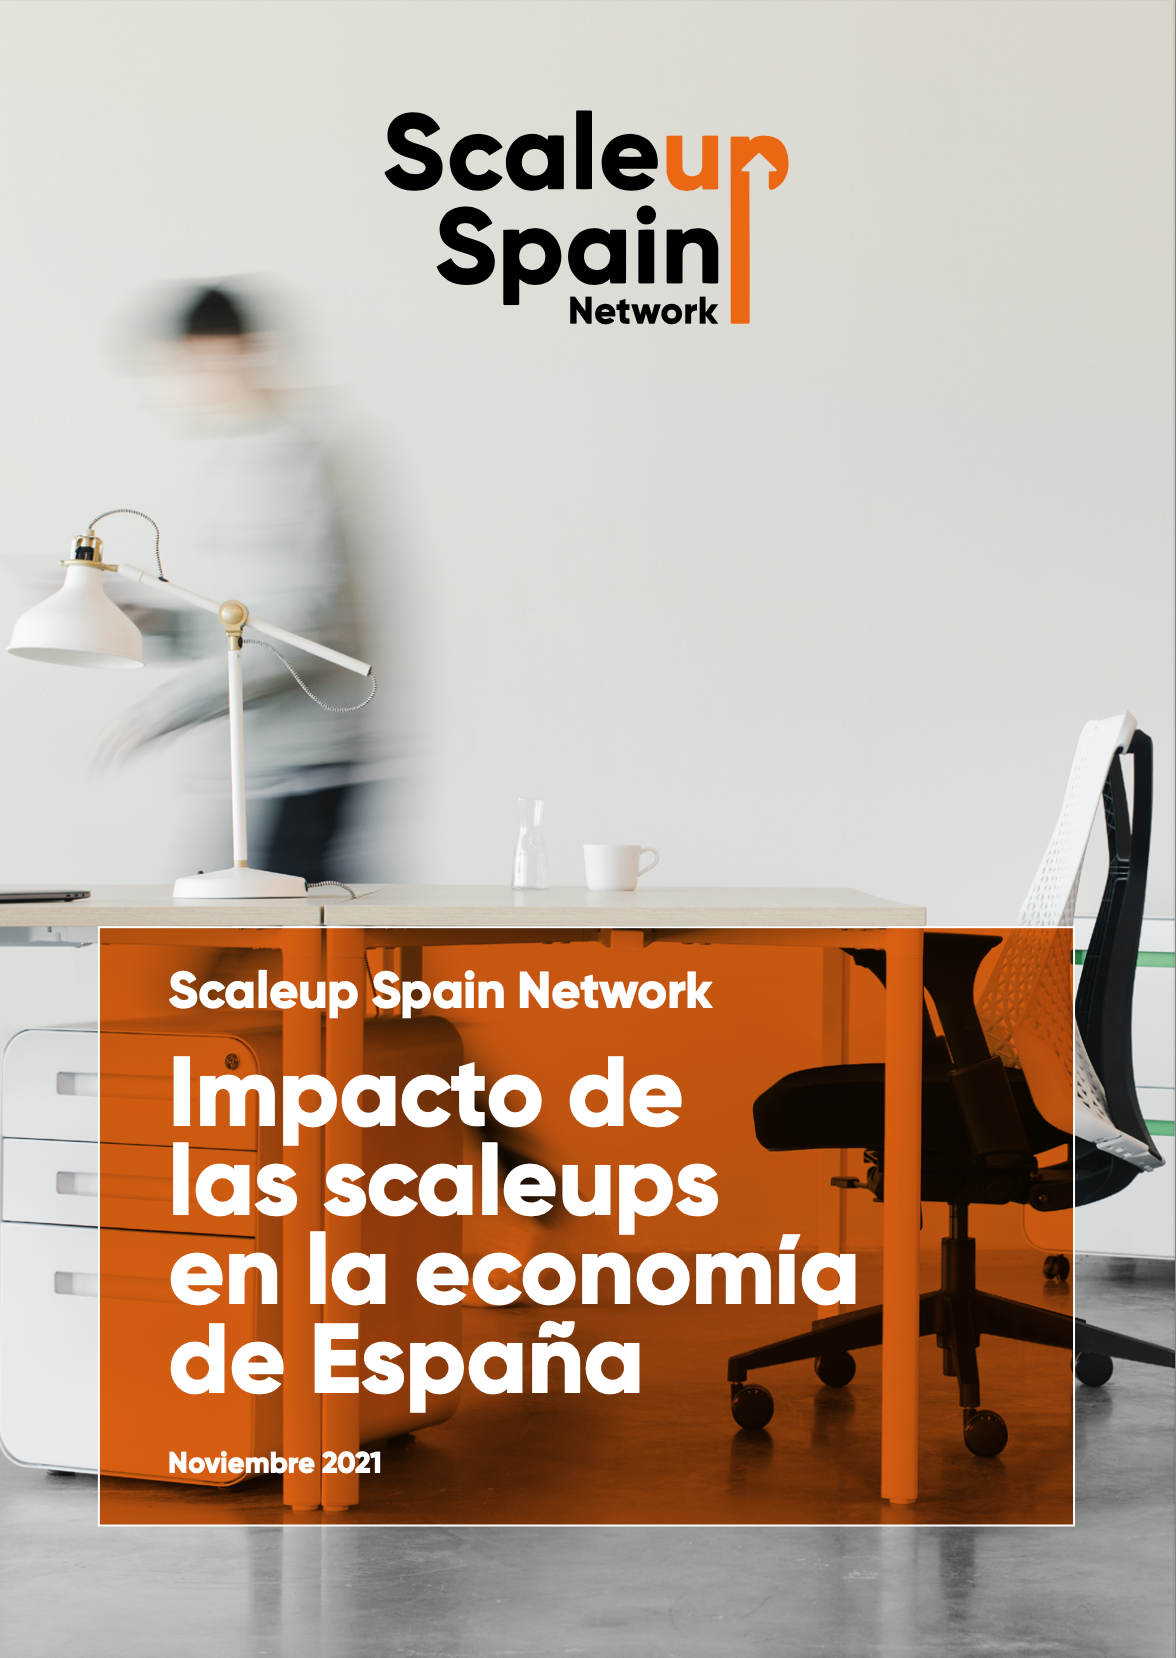 Scaleup
Spain
Network
Scaleup Spain Network
Impacto de
las scaleups
en la economía
de España
Noviembre 2021